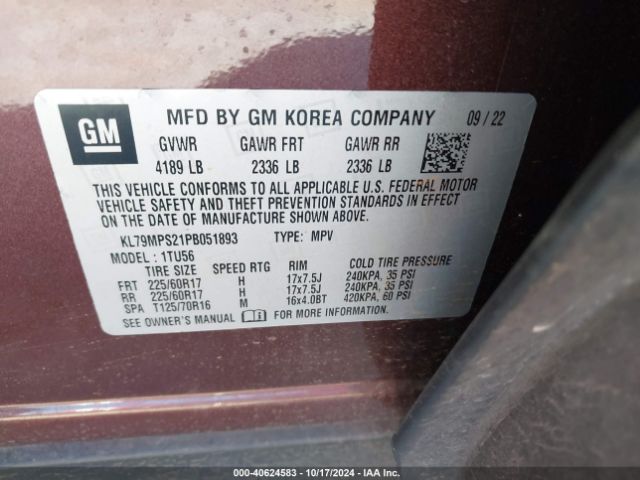 GM
MFD BY GM KOREA COMPANY 09 / 22
GVWR GAWR FRT GAWR RR
4189 LB 2336 LB 2336 LB
THIS VEHICLE CONFORMS TO ALL APPLICABLE U.S. FEDERAL MOTOR
VEHICLE SAFETY AND THEFT PREVENTION STANDARDS IN EFFECT
ON THE DATE OF MANUFACTURE SHOWN ABOVE.
KL79MPS21PB051893 TYPE: MPV
MODEL : 1TU56
TIRE SIZE SPEED RTG RIM COLD TIRE PRESSURE
FRT 225/60R17 H 17x7.5J 240KPA, 35 PSI
RR 225/60R17 H 17x7.5J 240KPA, 35 PSI
SPA T125/70R16 M 16x4.0BT 420KPA, 60 PSI
SEE OWNER'S MANUAL FOR MORE INFORMATION.
000-40624583 - 10/17/2024 - IAA Inc.